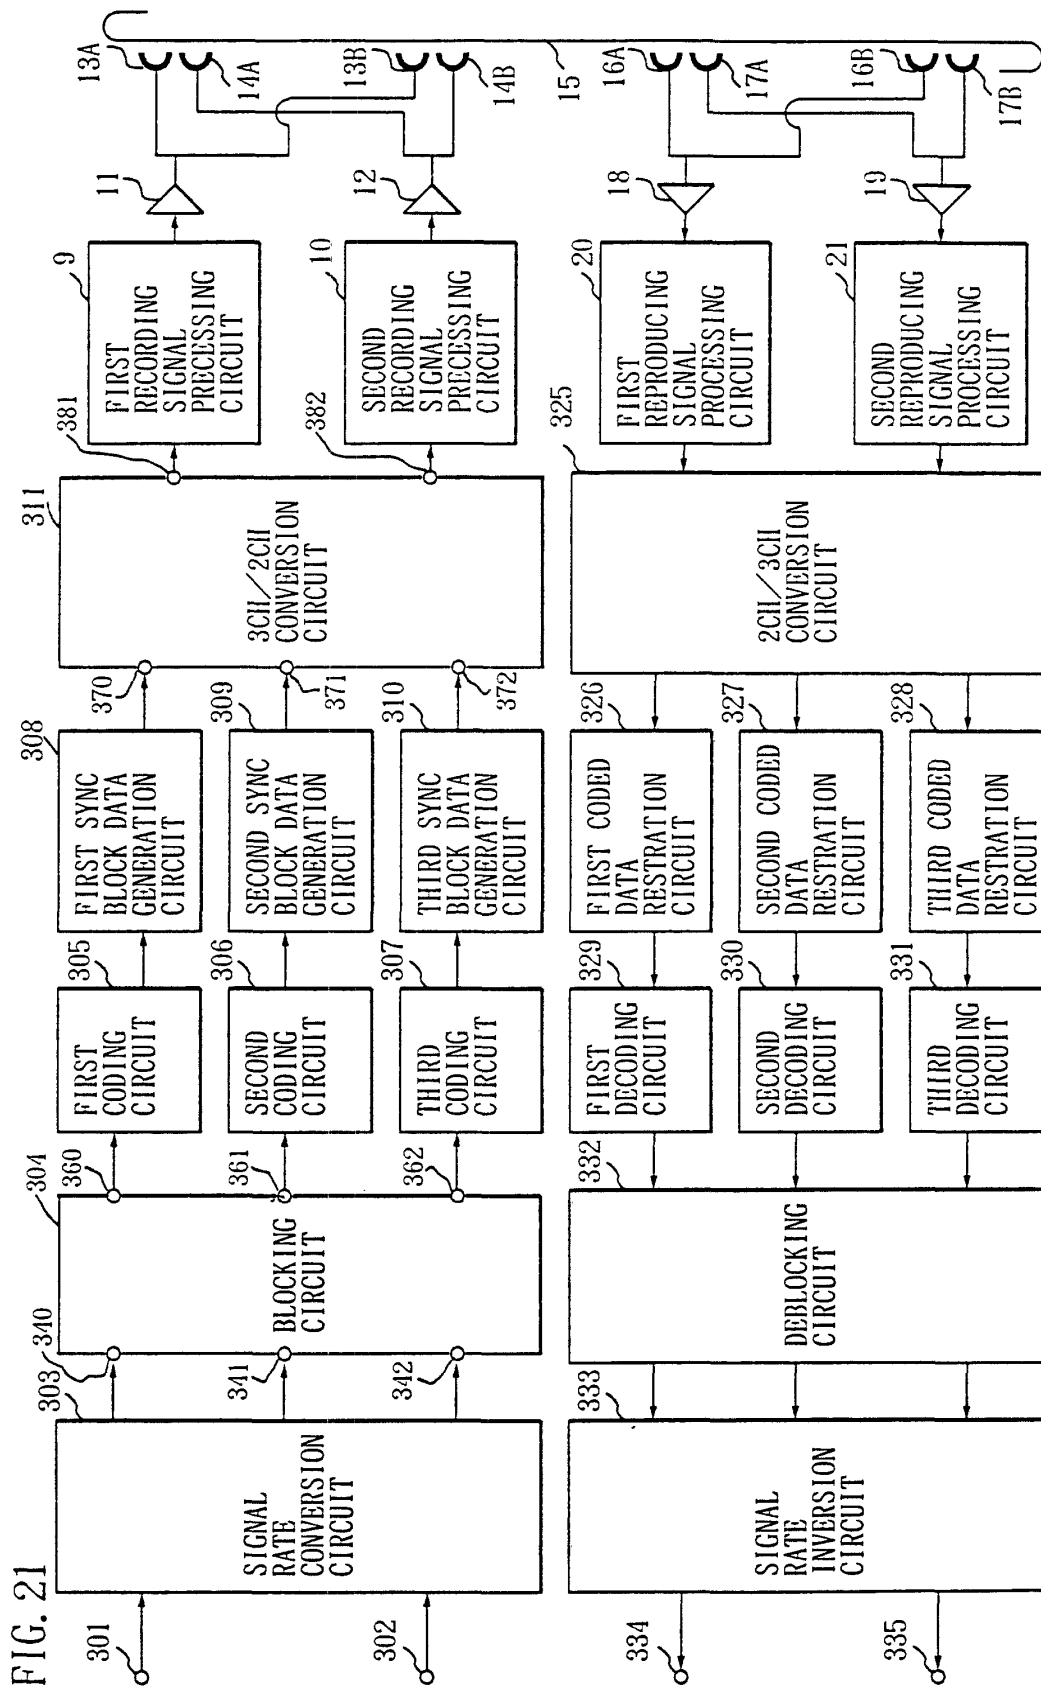 FIG. 21
301
302
303
SIGNAL
RATE
CONVERSION
CIRCUIT
340
341
342
304
BLOCKING
CIRCUIT
360
361
362
305
FIRST
CODING
CIRCUIT
306
SECOND
CODING
CIRCUIT
307
THIRD
CODING
CIRCUIT
308
FIRST SYNC
BLOCK DATA
GENERATION
CIRCUIT
309
SECOND SYNC
BLOCK DATA
GENERATION
CIRCUIT
310
THIRD SYNC
BLOCK DATA
GENERATION
CIRCUIT
370
371
372
311
3CH/2CH
CONVERSION
CIRCUIT
381
382
9
FIRST
RECORDING
SIGNAL
PRECESSING
CIRCUIT
10
SECOND
RECORDING
SIGNAL
PRECESSING
CIRCUIT
11
12
13A
14A
13B
14B
15
334
335
333
SIGNAL
RATE
INVERSION
CIRCUIT
332
DEBLOCKING
CIRCUIT
329
FIRST
DECODING
CIRCUIT
330
SECOND
DECODING
CIRCUIT
331
THIRD
DECODING
CIRCUIT
326
FIRST CODED
DATA
RESTRATION
CIRCUIT
327
SECOND CODED
DATA
RESTRATION
CIRCUIT
328
THIRD CODED
DATA
RESTRATION
CIRCUIT
325
2CH/3CH
CONVERSION
CIRCUIT
20
FIRST
REPRODUCING
SIGNAL
PROCESSING
CIRCUIT
21
SECOND
REPRODUCING
SIGNAL
PROCESSING
CIRCUIT
18
19
16A
17A
16B
17B